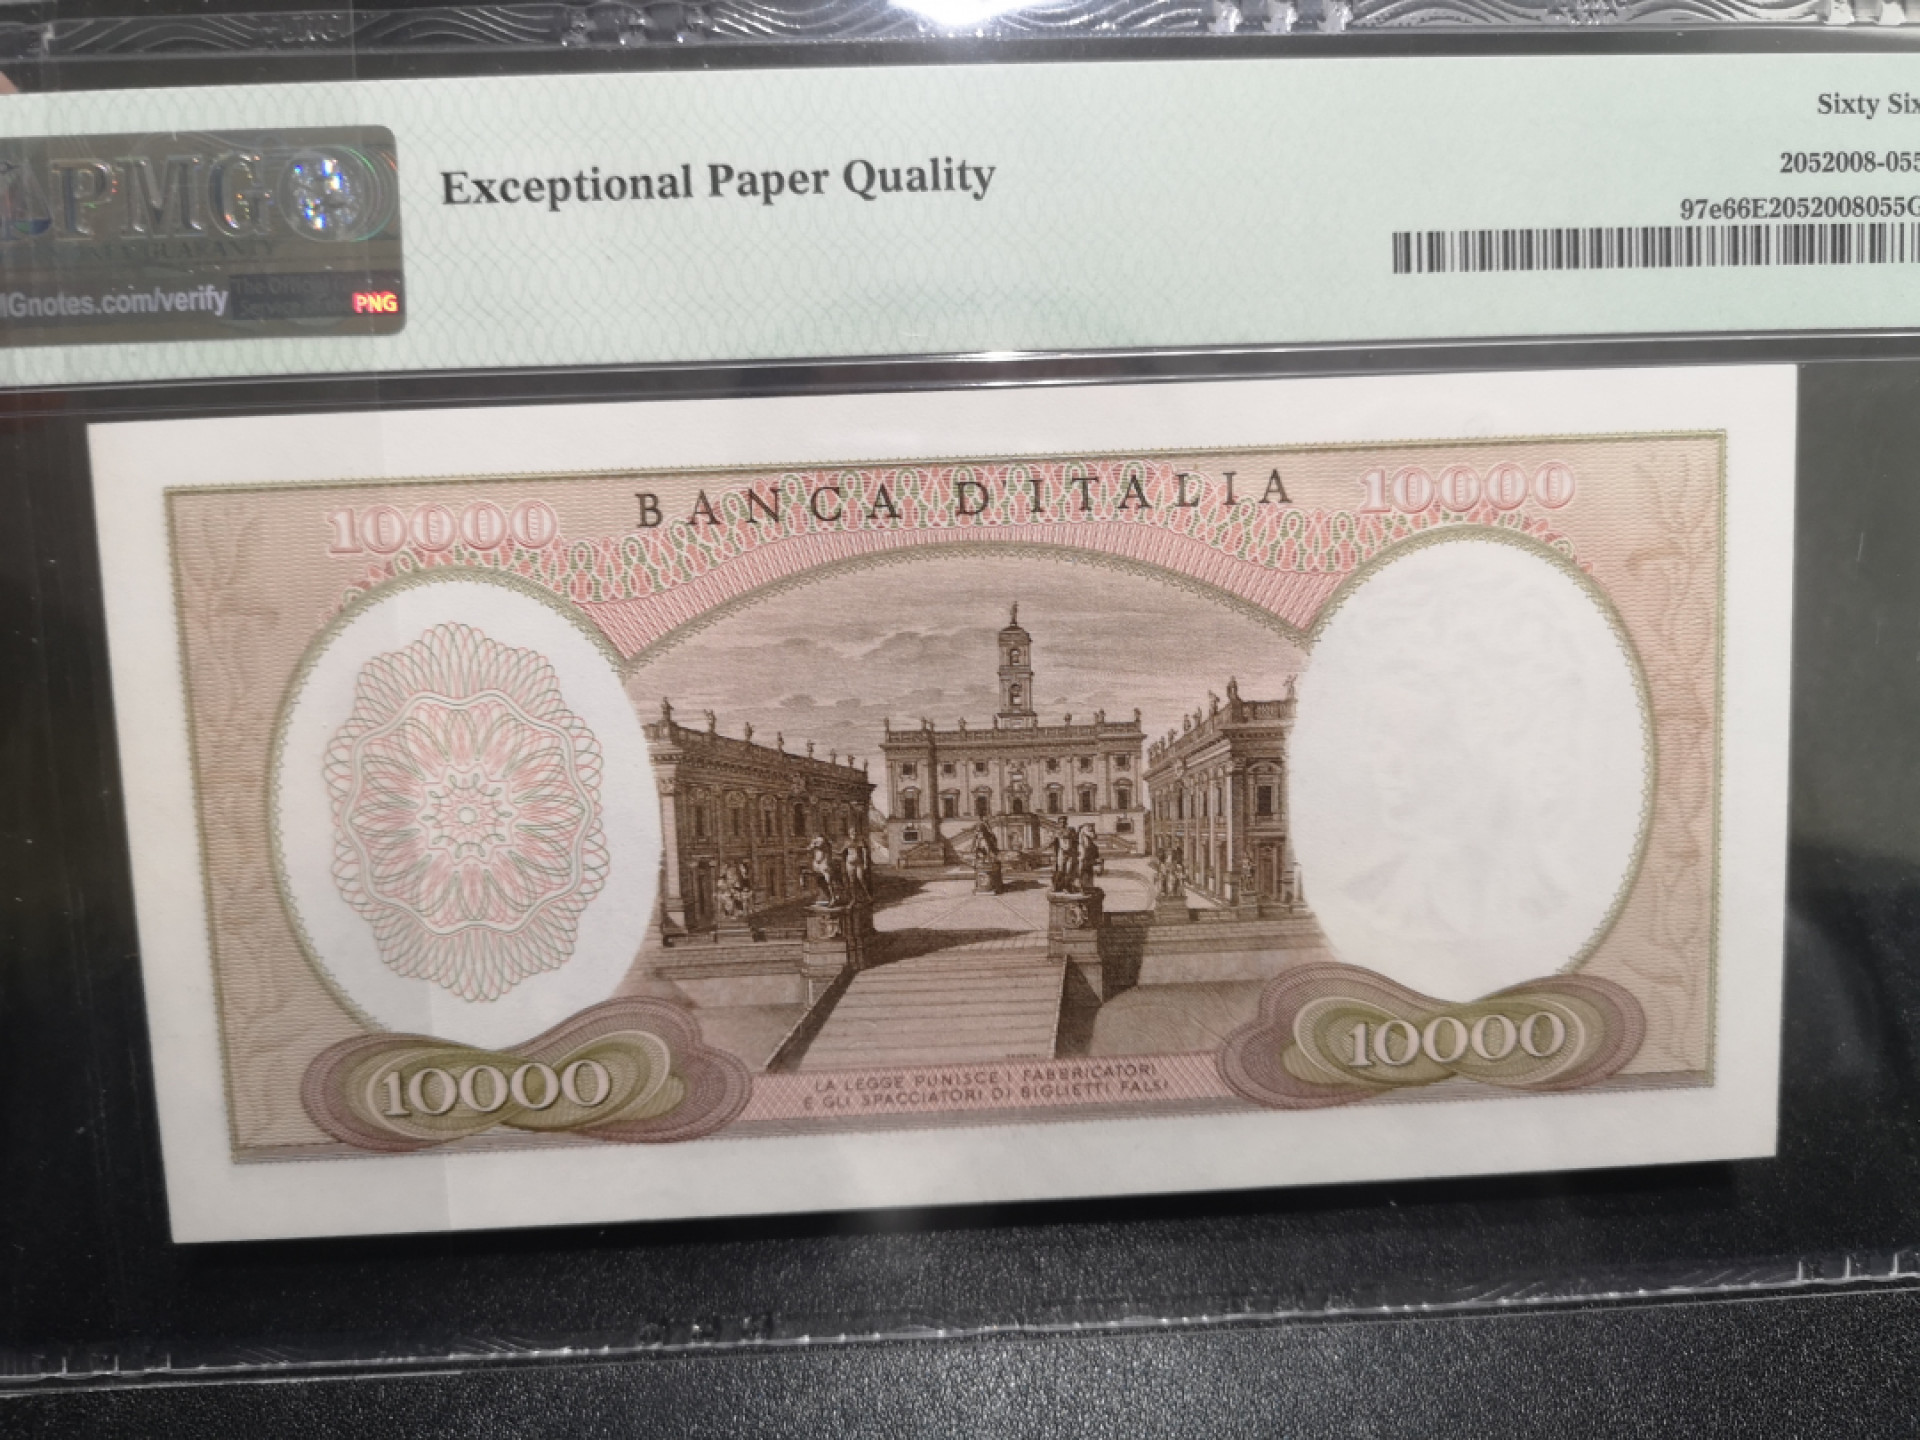 Sixty Six
PMG
Exceptional Paper Quality
2052008-055
97e66E2052008055G
MGnotes.com/verify
PNG
10000
BANCA D'ITALIA
10000
10000
LA LEGGE PUNISCE I FABBRICATORI
E GLI SPACCIATORI DI BIGLIETTI FALSI
10000